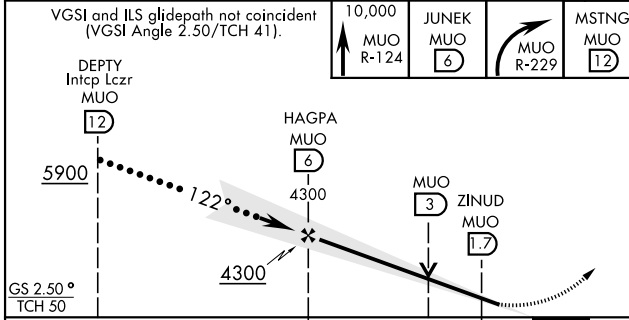 VGSI and ILS glidepath not coincident
(VGSI Angle 2.50/TCH 41).
10,000
MUO
R-124
JUNEK
MUO
6
MUO
R-229
MSTNG
MUO
12
DEPTY
Intcp Lczr
MUO
12
HAGPA
MUO
6
5900
122°
4300
MUO
3
ZINUD
MUO
1.7
4300
GS 2.50°
TCH 50